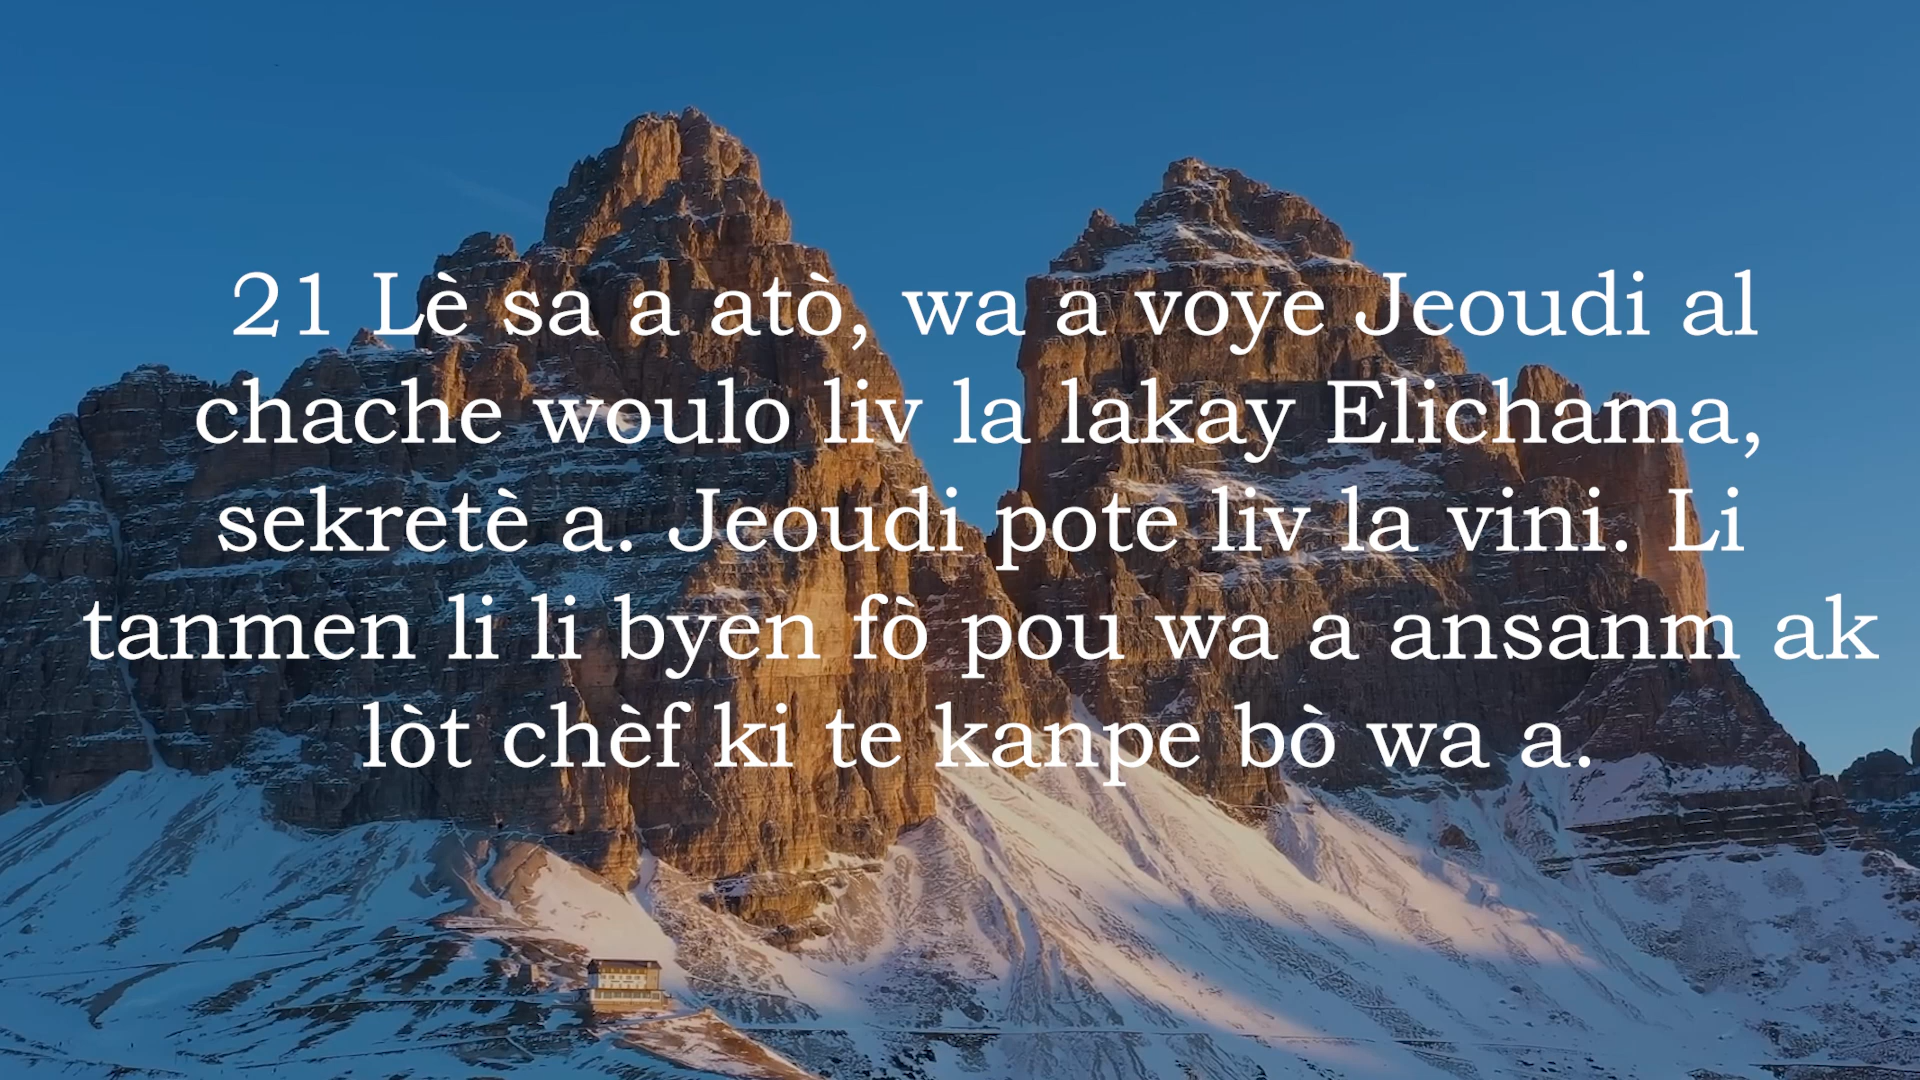 21 Lè sa a atò, wa a voye Jeoudi al
chache woulo liv la lakay Elichama,
sekretè a. Jeoudi pote liv la vini. Li
tanmen li li byen fò pou wa a ansanm ak
lòt chèf ki te kanpe bò wa a.